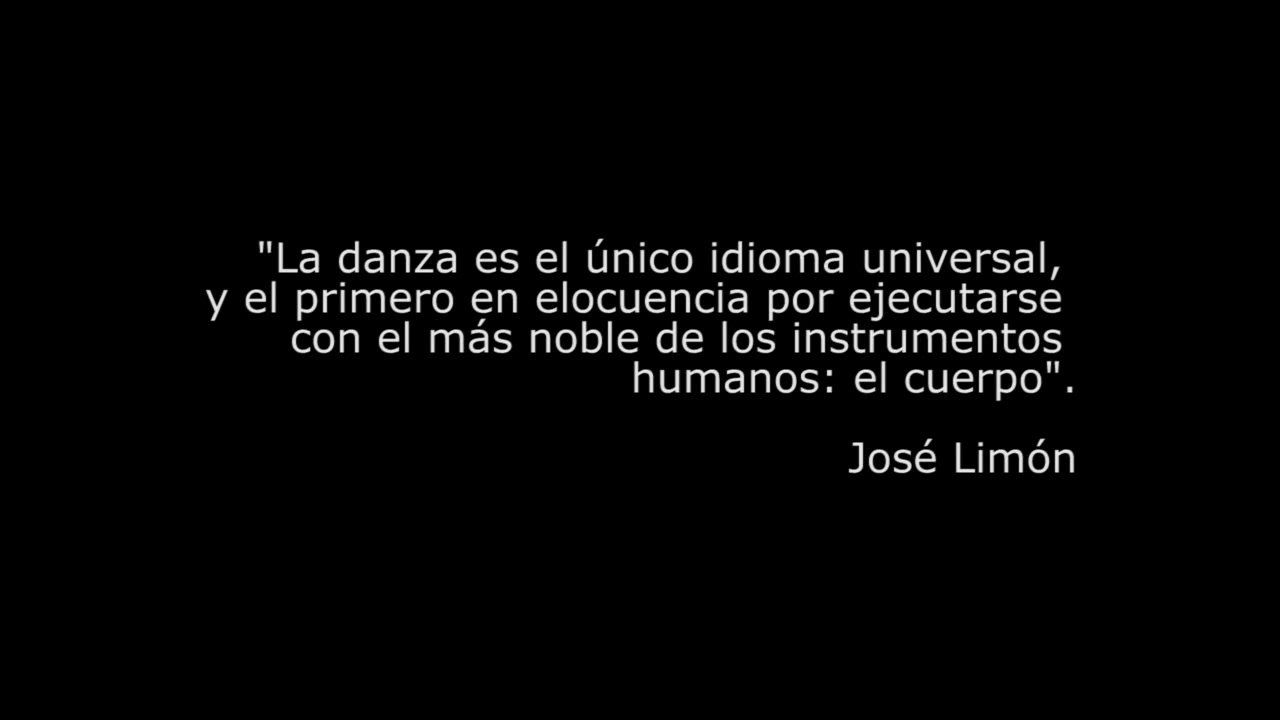 "La danza es el único idioma universal,
y el primero en elocuencia por ejecutarse
con el más noble de los instrumentos
humanos: el cuerpo".
José Limón